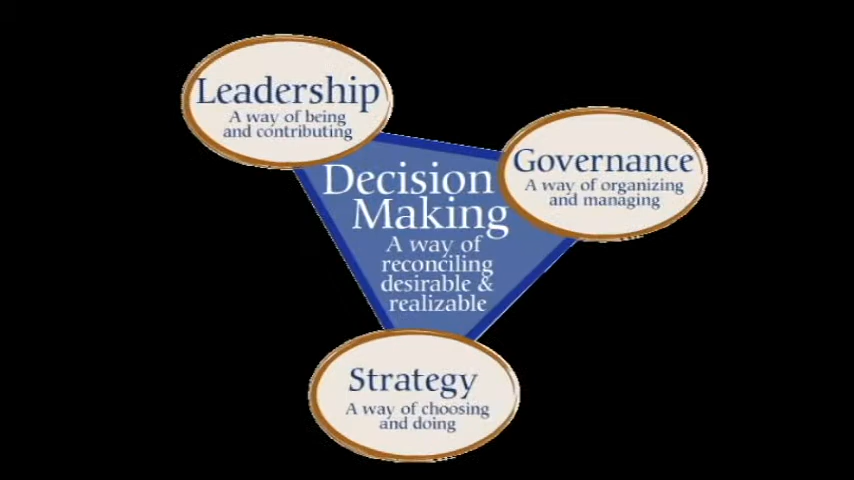 Leadership
A way of being
and contributing
Governance
A way of organizing
and managing
Decision
Making
A way of
reconciling
desirable &
realizable
Strategy
A way of choosing
and doing